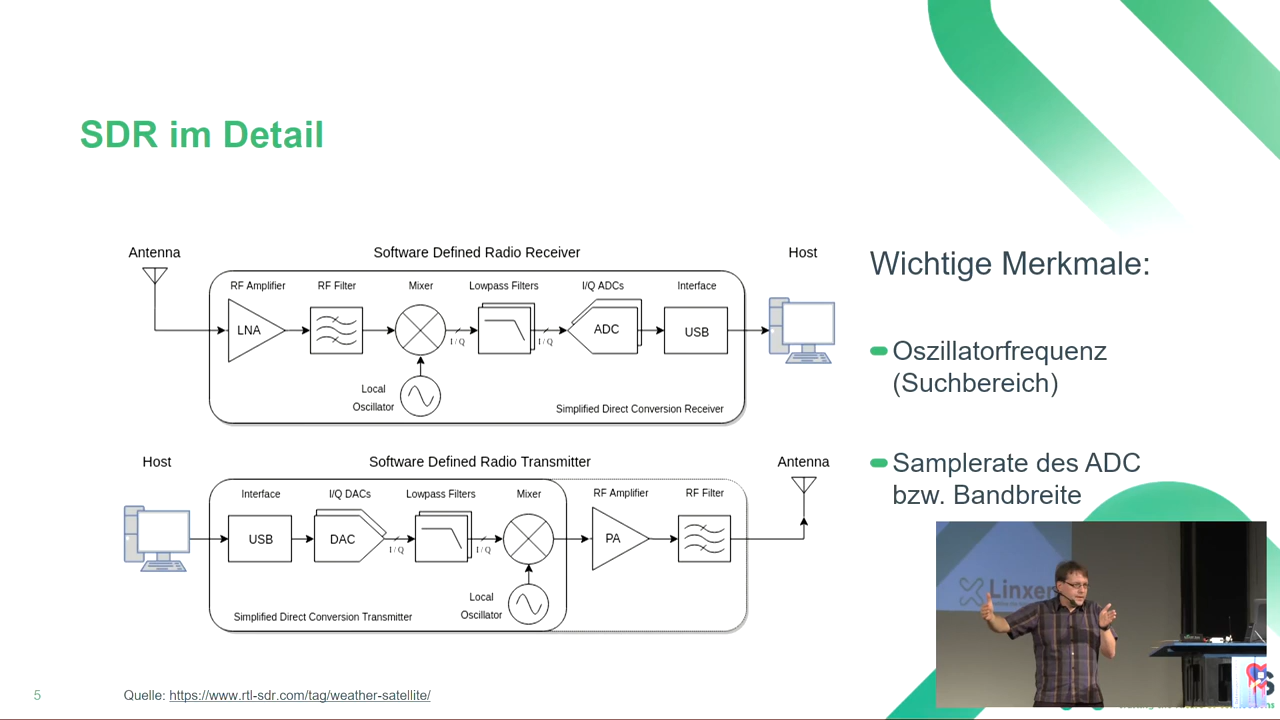 SDR im Detail
Antenna
Software Defined Radio Receiver
Host
RF Amplifier
RF Filter
Mixer
Lowpass Filters
I/Q ADCs
Interface
LNA
I / Q
I / Q
ADC
USB
Local
Oscillator
Simplified Direct Conversion Receiver
Host
Software Defined Radio Transmitter
Antenna
Interface
I/Q DACs
Lowpass Filters
Mixer
RF Amplifier
RF Filter
USB
DAC
I / Q
I / Q
PA
Local
Oscillator
Simplified Direct Conversion Transmitter
Wichtige Merkmale:
Oszillatorfrequenz
(Suchbereich)
Samplerate des ADC
bzw. Bandbreite
Linxen
5
Quelle: https://www.rtl-sdr.com/tag/weather-satellite/